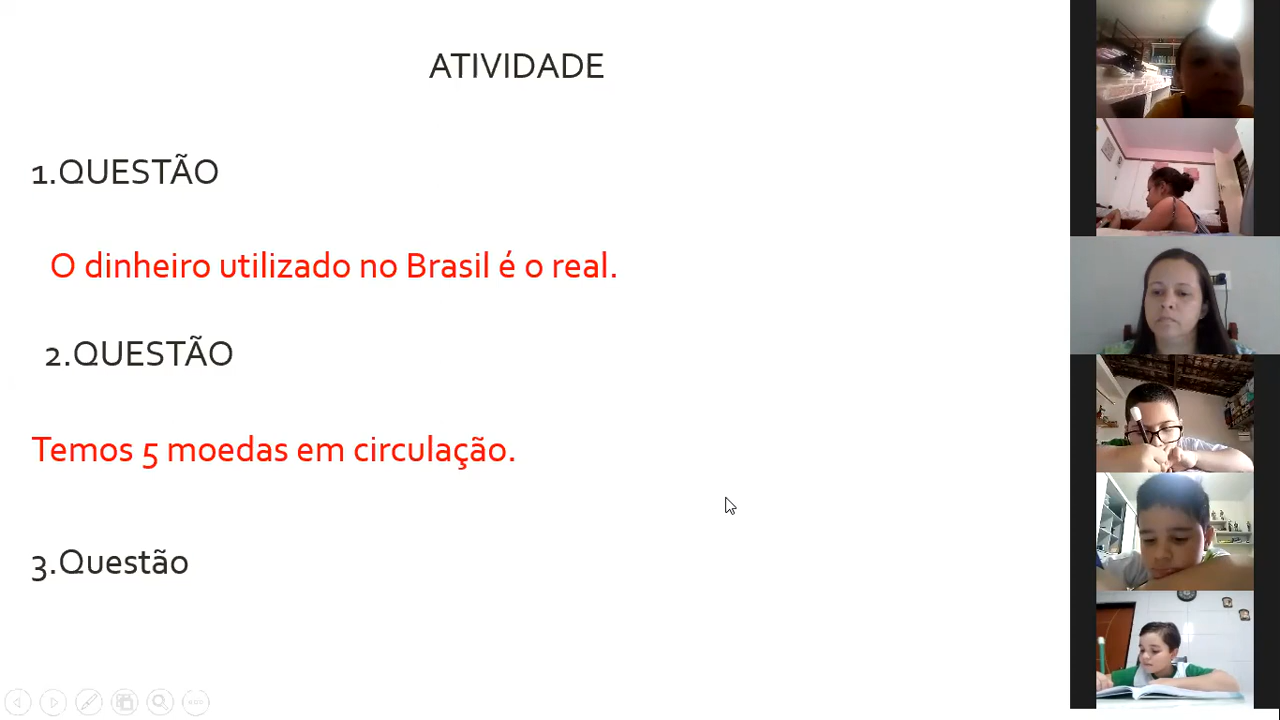 ATIVIDADE
1.QUESTÃO
O dinheiro utilizado no Brasil é o real.
2.QUESTÃO
Temos 5 moedas em circulação.
3.Questão